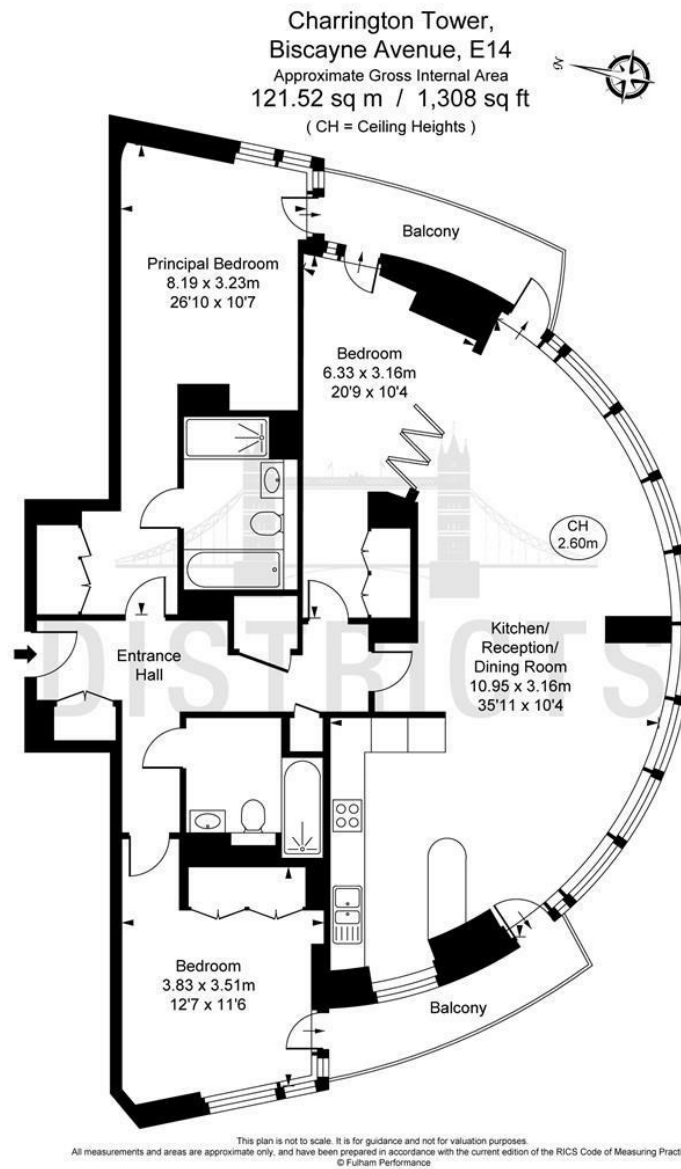 Charrington Tower,
Biscayne Avenue, E14
Approximate Gross Internal Area
121.52 sq m / 1,308 sq ft
( CH = Ceiling Heights )
N
Balcony
Principal Bedroom
8.19 x 3.23m
26'10 x 10'7
Bedroom
6.33 x 3.16m
20'9 x 10'4
CH
2.60m
Kitchen/
Reception/
Dining Room
10.95 x 3.16m
35'11 x 10'4
Entrance
Hall
DISTRICTS
Bedroom
3.83 x 3.51m
12'7 x 11'6
Balcony
This plan is not to scale. It is for guidance and not for valuation purposes.
All measurements and areas are approximate only, and have been prepared in accordance with the current edition of the RICS Code of Measuring Practi
© Fulham Performance